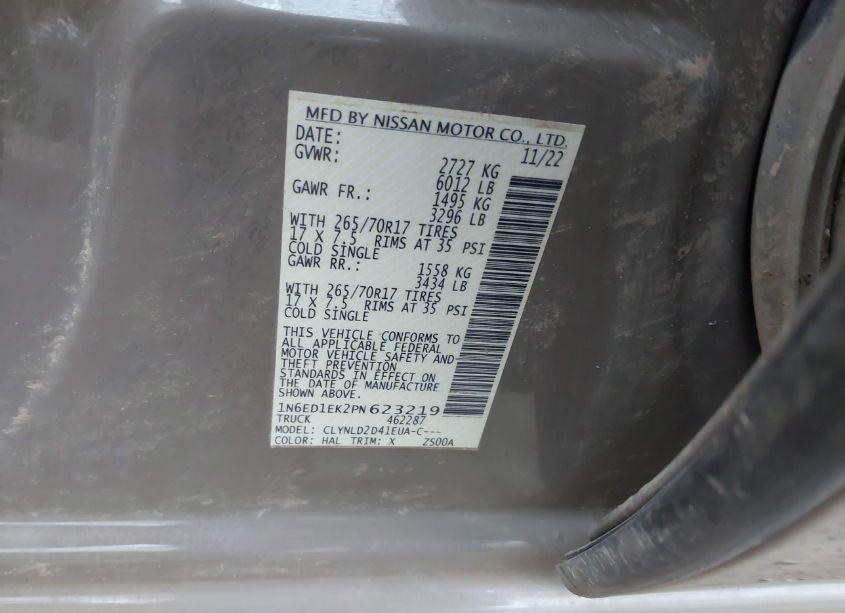 MFD BY NISSAN MOTOR CO., LTD.
DATE: 11/22
GVWR: 2727 KG
6012 LB
GAWR FR.: 1495 KG
3296 LB
WITH 265/70R17 TIRES
17 X 7.5 RIMS AT 35 PSI
COLD SINGLE
GAWR RR.: 1558 KG
3434 LB
WITH 265/70R17 TIRES
17 X 7.5 RIMS AT 35 PSI
COLD SINGLE
THIS VEHICLE CONFORMS TO
ALL APPLICABLE FEDERAL
MOTOR VEHICLE SAFETY AND
THEFT PREVENTION
STANDARDS IN EFFECT ON
THE DATE OF MANUFACTURE
SHOWN ABOVE.
1N6ED1EK2PN623219
TRUCK 462287
MODEL: CLYNLD2D41EUA-C---
COLOR: HAL TRIM: X ZS00A